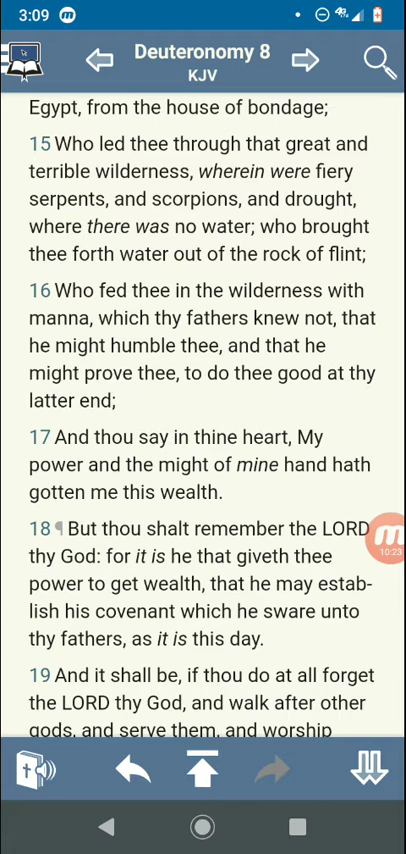 3:09
Deuteronomy 8
KJV
Egypt, from the house of bondage;
15 Who led thee through that great and
terrible wilderness, wherein were fiery
serpents, and scorpions, and drought,
where there was no water; who brought
thee forth water out of the rock of flint;
16 Who fed thee in the wilderness with
manna, which thy fathers knew not, that
he might humble thee, and that he
might prove thee, to do thee good at thy
latter end;
17 And thou say in thine heart, My
power and the might of mine hand hath
gotten me this wealth.
18 ¶ But thou shalt remember the LORD
thy God: for it is he that giveth thee
10:23
power to get wealth, that he may estab-
lish his covenant which he sware unto
thy fathers, as it is this day.
19 And it shall be, if thou do at all forget
the LORD thy God, and walk after other
gods, and serve them, and worship